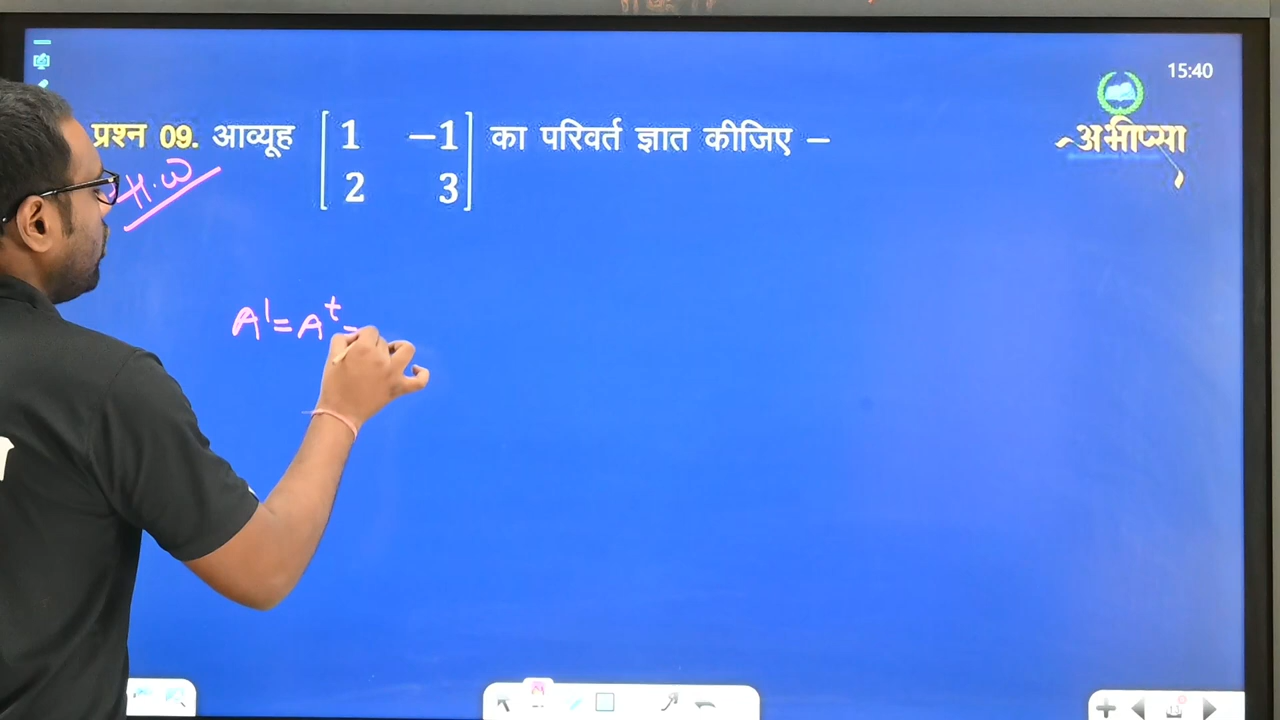 15:40
अभीप्सा
प्रश्न 09. आव्यूह [1 −1 का परिवर्त ज्ञात कीजिए −
2 3]
H.W
A' = A^t =